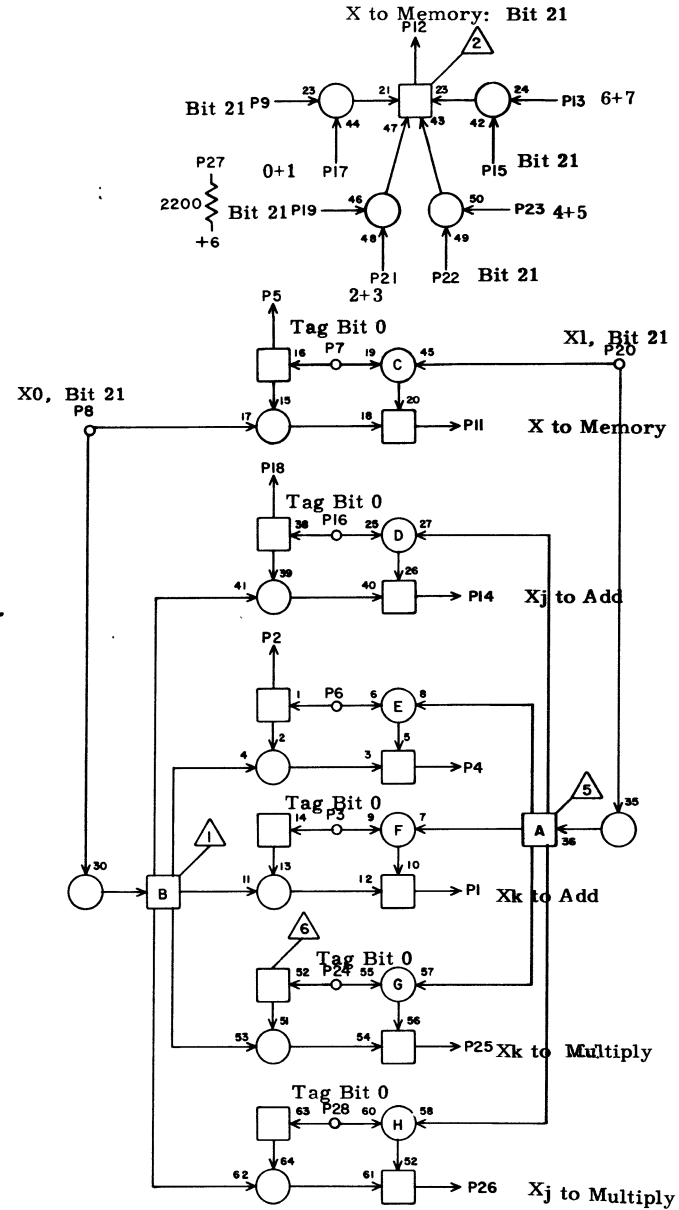 X to Memory: Bit 21
P12
2
Bit 21 P9 23 21 23 24 P13 6+7
44 47 43 42
P27 0+1 P17 P15 Bit 21
2200 Bit 21 P19 46 50 P23 4+5
+6 48 49
P21 P22 Bit 21
2+3
P5
Tag Bit 0 X1, Bit 21
16 P7 19 C 45 P20
X0, Bit 21
P8 15 20
17 18 P11 X to Memory
P18
Tag Bit 0
38 P16 25 D 27
39 26
41 40 P14 Xj to Add
P2
1 P6 6 E 8
2 5
4 3 P4
5
Tag Bit 0 35
14 P3 9 F 7 A 36
1
30 13 10
B 11 12 P1 Xk to Add
6
Tag Bit 0
52 P24 55 G 57
51 56
53 54 P25 Xk to Multiply
Tag Bit 0
63 P28 60 H 58
64 52
62 61 P26 Xj to Multiply